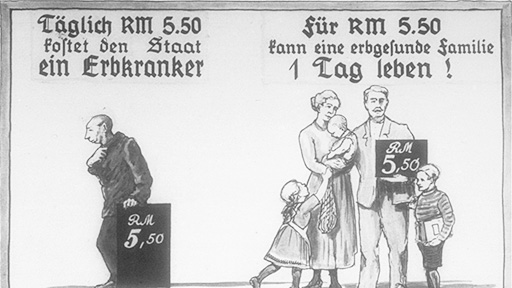 Täglich RM 5.50
kostet den Staat
ein Erbkranker
Für RM 5.50
kann eine erbgesunde Familie
1 Tag leben!
RM
5,50
RM
5,50